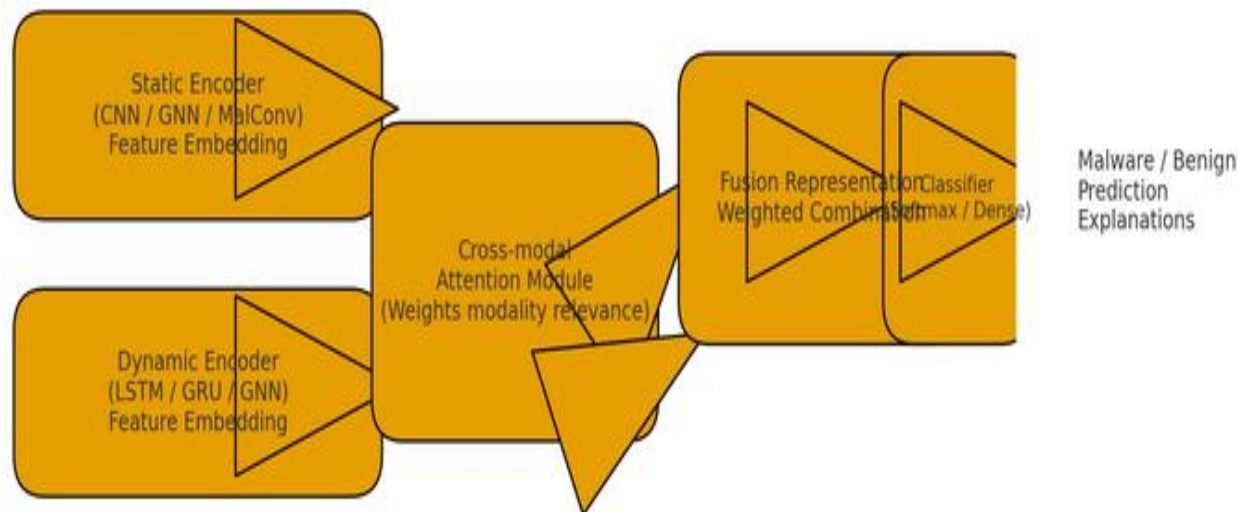 Static Encoder
(CNN / GNN / MalConv)
Feature Embedding
Dynamic Encoder
(LSTM / GRU / GNN)
Feature Embedding
Cross-modal
Attention Module
(Weights modality relevance)
Fusion Representation
Weighted Combination
Classifier
(Softmax / Dense)
Malware / Benign
Prediction
Explanations